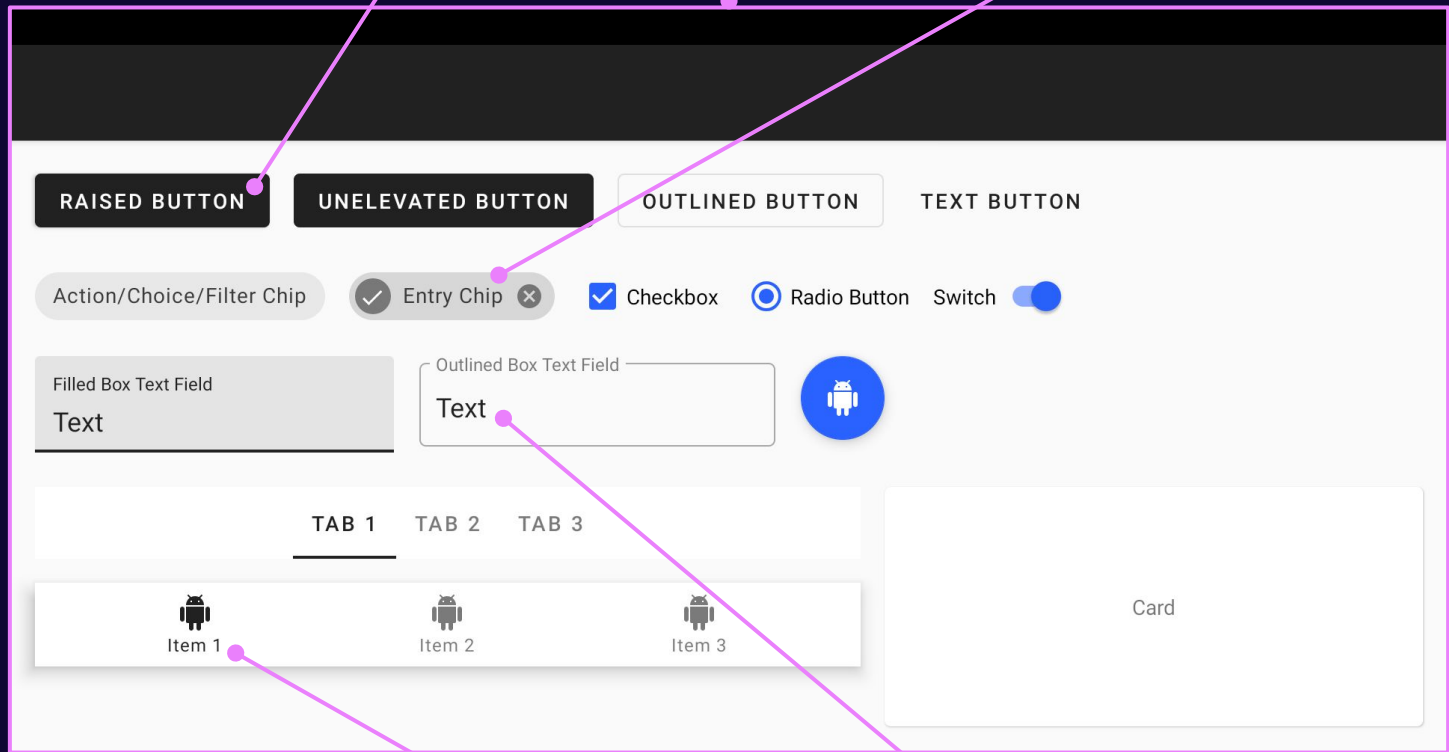 RAISED BUTTON UNELEVATED BUTTON OUTLINED BUTTON TEXT BUTTON
Action/Choice/Filter Chip Entry Chip Checkbox Radio Button Switch
Filled Box Text Field
Text
Outlined Box Text Field
Text
TAB 1 TAB 2 TAB 3
Item 1 Item 2 Item 3
Card